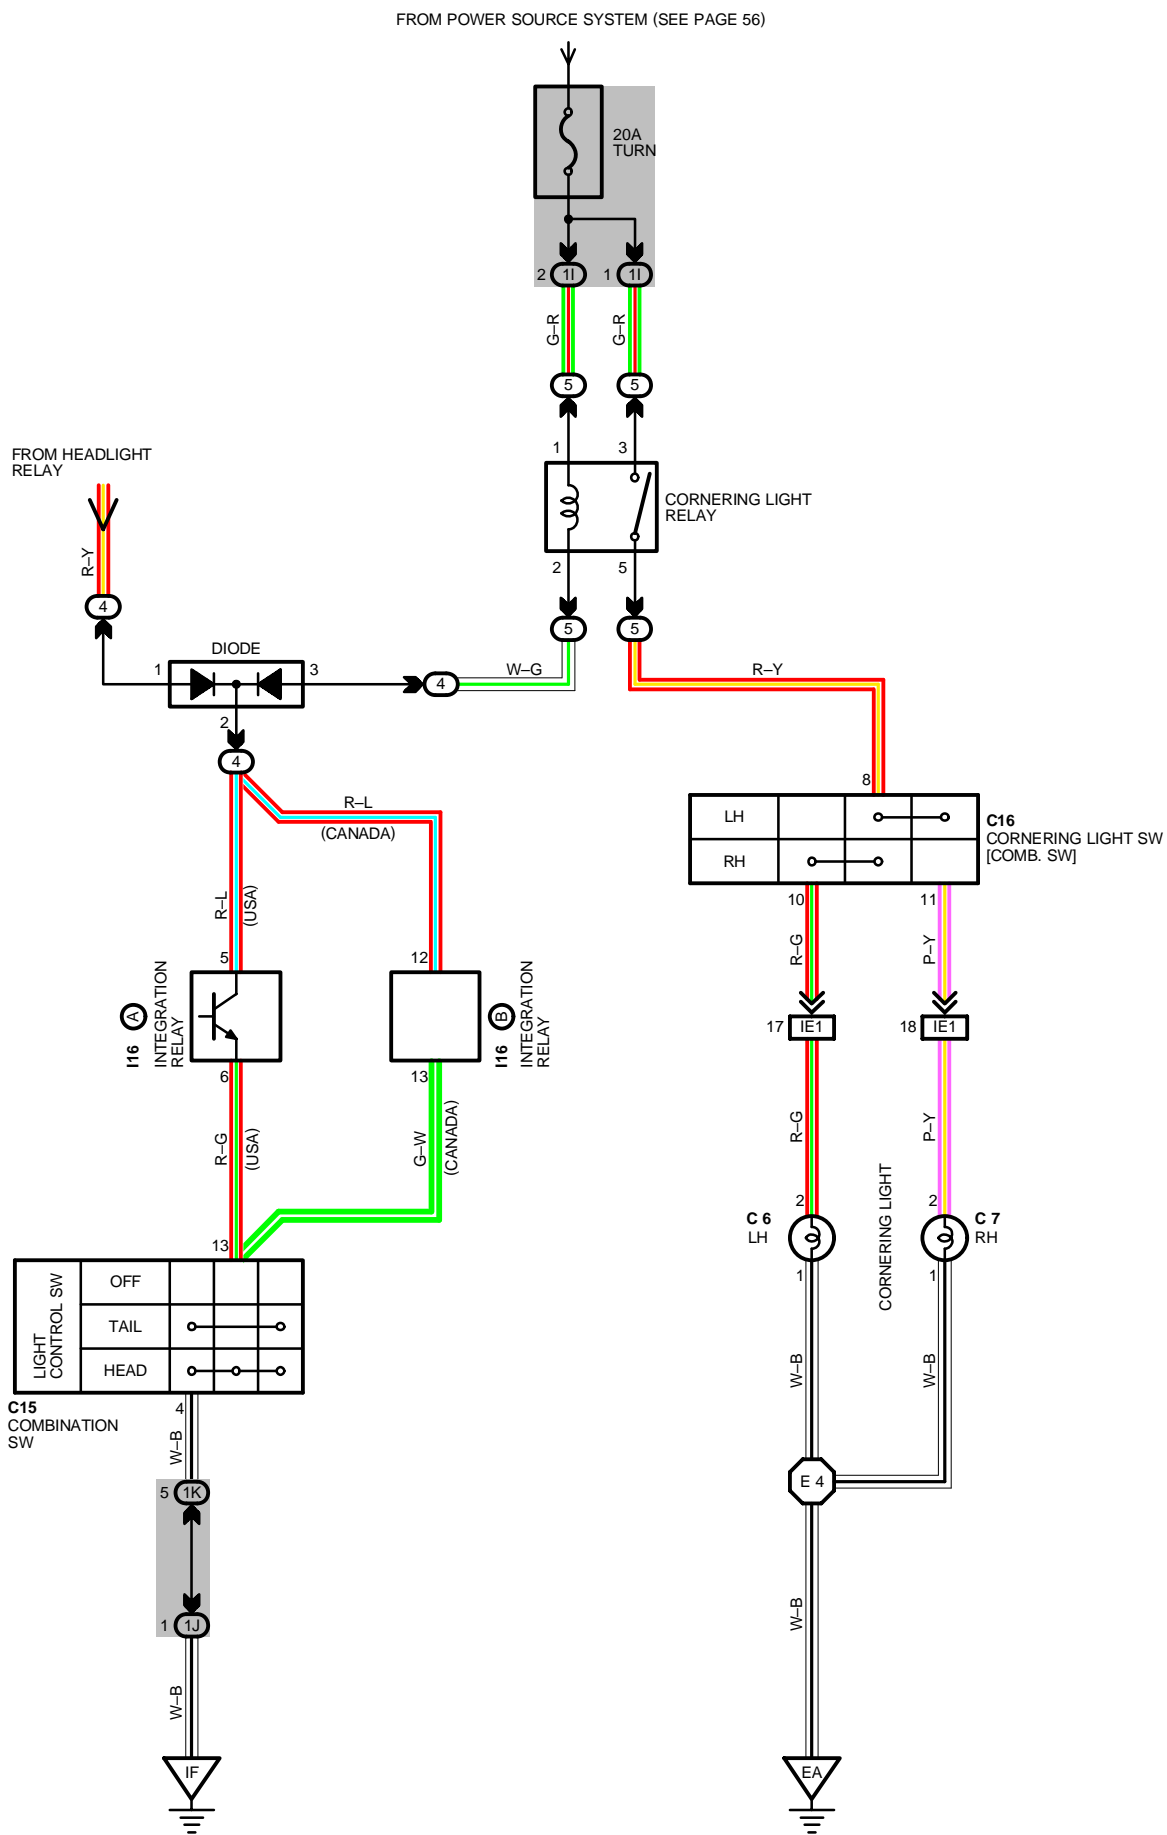 FROM POWER SOURCE SYSTEM (SEE PAGE 56)
20A
TURN
2 1I
1 1I
G–R
G–R
5
5
1
3
FROM HEADLIGHT
RELAY
CORNERING LIGHT
RELAY
R–Y
2
5
4
5
5
DIODE
1
3
W–G
4
R–Y
2
4
8
R–L
(CANADA)
LH
RH
C16
CORNERING LIGHT SW
[COMB. SW]
R–L
(USA)
10
11
R–G
P–Y
5
12
A
I16
INTEGRATION
RELAY
B
I16
INTEGRATION
RELAY
17 IE1
18 IE1
6
13
R–G
(USA)
G–W
(CANADA)
R–G
P–Y
CORNERING LIGHT
2
2
C 6
LH
C 7
RH
1
1
13
LIGHT
CONTROL SW
OFF
TAIL
HEAD
W–B
W–B
C15
COMBINATION
SW
4
W–B
5 1K
E 4
1 1J
W–B
W–B
IF
EA